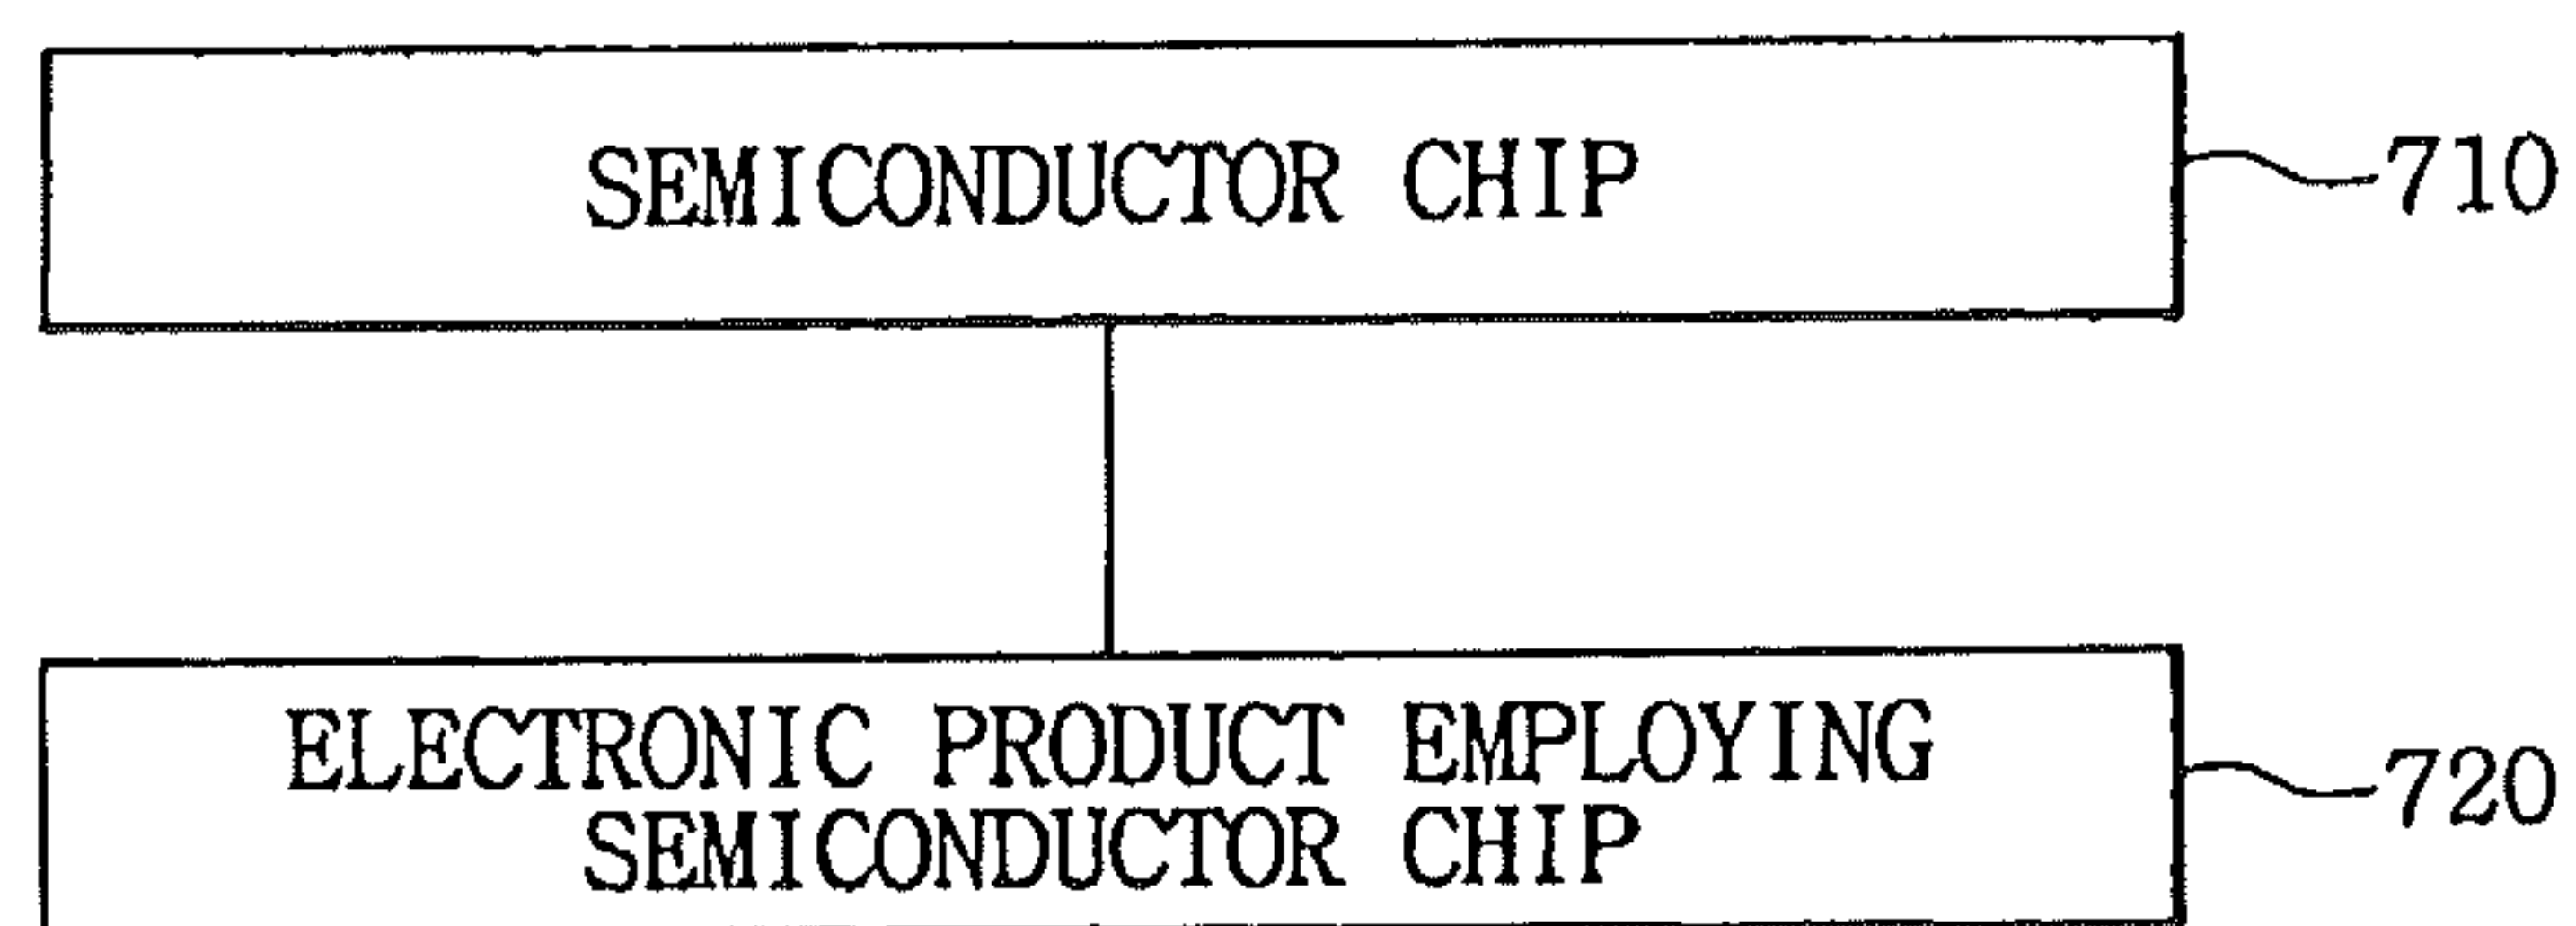 SEMICONDUCTOR CHIP
710
ELECTRONIC PRODUCT EMPLOYING
SEMICONDUCTOR CHIP
720